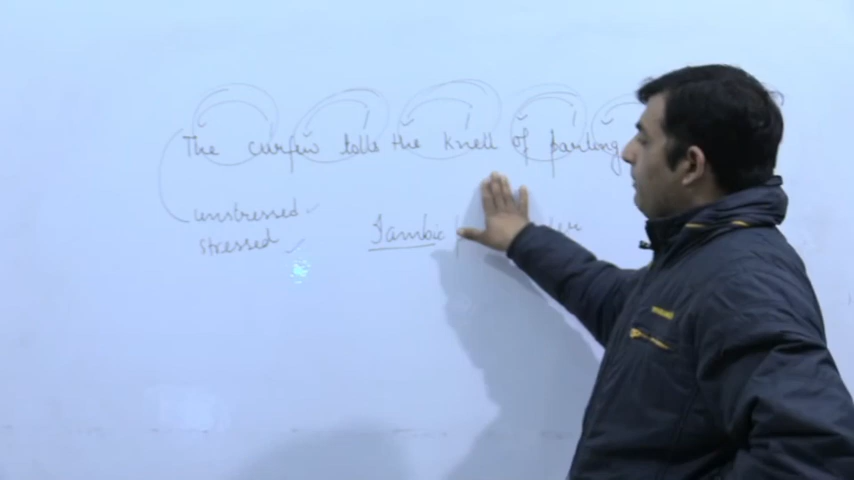 The curfew tolls the knell of parting
unstressed
stressed
Iambic